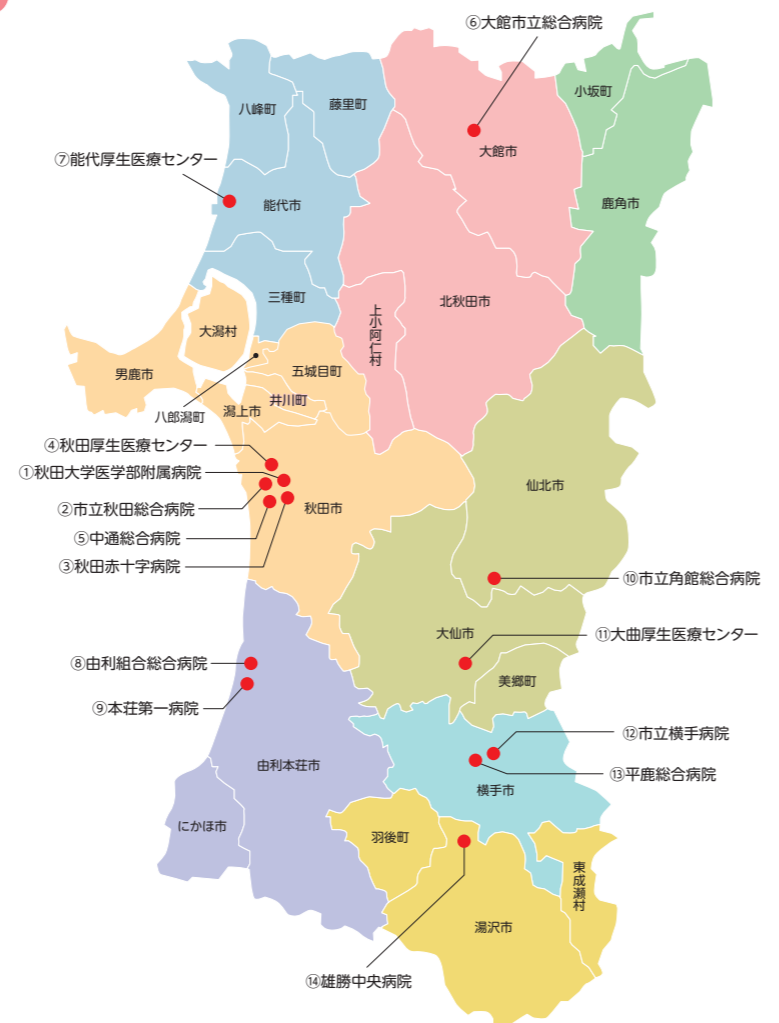 ⑥大館市立総合病院
小坂町
八峰町
藤里町
大館市
⑦能代厚生医療センター
能代市
鹿角市
三種町
北秋田市
上小阿仁村
大潟村
男鹿市
五城目町
井川町
八郎潟町
潟上市
④秋田厚生医療センター
①秋田大学医学部附属病院
②市立秋田総合病院
⑤中通総合病院
③秋田赤十字病院
秋田市
仙北市
⑩市立角館総合病院
大仙市
⑪大曲厚生医療センター
美郷町
⑧由利組合総合病院
⑨本荘第一病院
由利本荘市
にかほ市
⑫市立横手病院
⑬平鹿総合病院
横手市
羽後町
東成瀬村
湯沢市
⑭雄勝中央病院